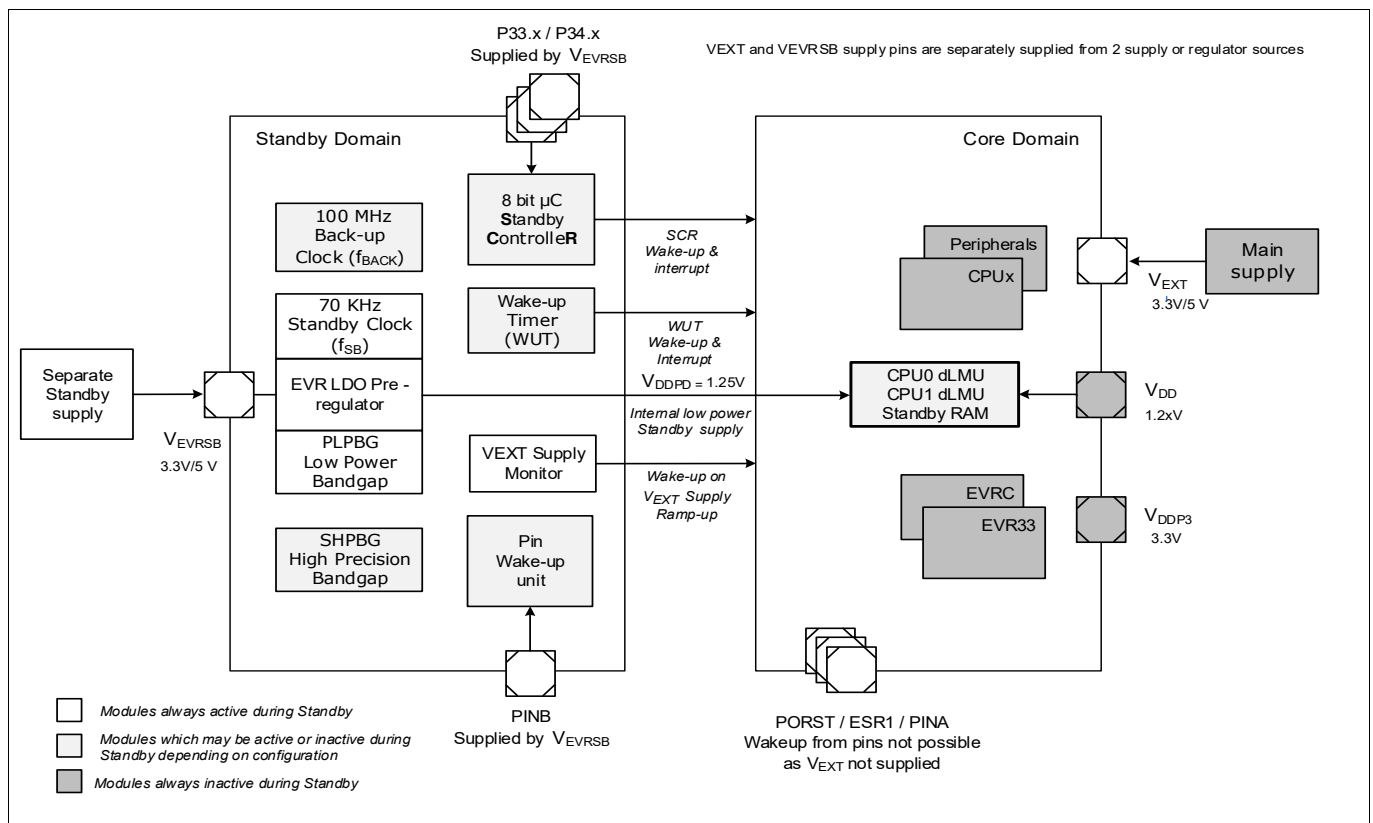 P33.x / P34.x
Supplied by VEVRSB
VEXT and VEVRSB supply pins are separately supplied from 2 supply or regulator sources
Standby Domain
100 MHz
Back-up
Clock (fBACK)
70 KHz
Standby Clock
(fSB)
EVR LDO Pre -
regulator
PLPBG
Low Power
Bandgap
SHPBG
High Precision
Bandgap
8 bit µC
Standby
ControlleR
Wake-up
Timer
(WUT)
VEXT Supply
Monitor
Pin
Wake-up
unit
Separate
Standby
supply
VEVRSB
3.3V/5 V
SCR
Wake-up &
interrupt
WUT
Wake-up &
Interrupt
VDDPD = 1.25V
Internal low power
Standby supply
Wake-up on
VEXT Supply
Ramp-up
Core Domain
Peripherals
CPUx
CPU0 dLMU
CPU1 dLMU
Standby RAM
EVRC
EVR33
Main
supply
VEXT
3.3V/5 V
VDD
1.2xV
VDDP3
3.3V
PINB
Supplied by VEVRSB
PORST / ESR1 / PINA
Wakeup from pins not possible
as VEXT not supplied
Modules always active during Standby
Modules which may be active or inactive during
Standby depending on configuration
Modules always inactive during Standby